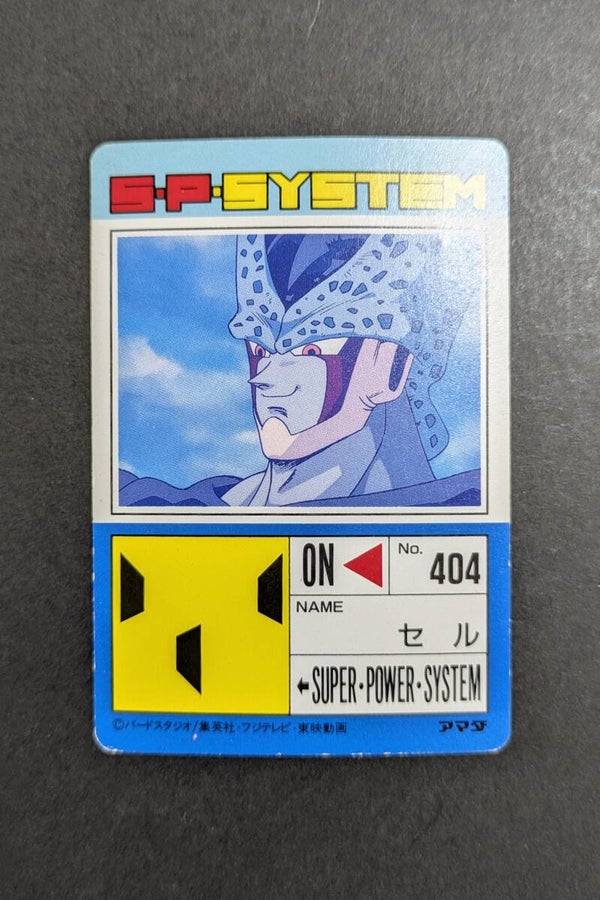 S·P·SYSTEM
ON No. 404
NAME
セル
←SUPER·POWER·SYSTEM
©バードスタジオ/集英社·フジテレビ·東映動画 アマダ